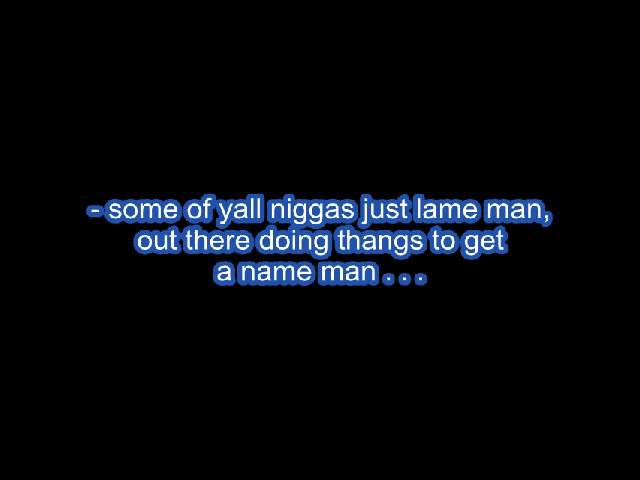 - some of yall niggas just lame man,
out there doing thangs to get
a name man . . .